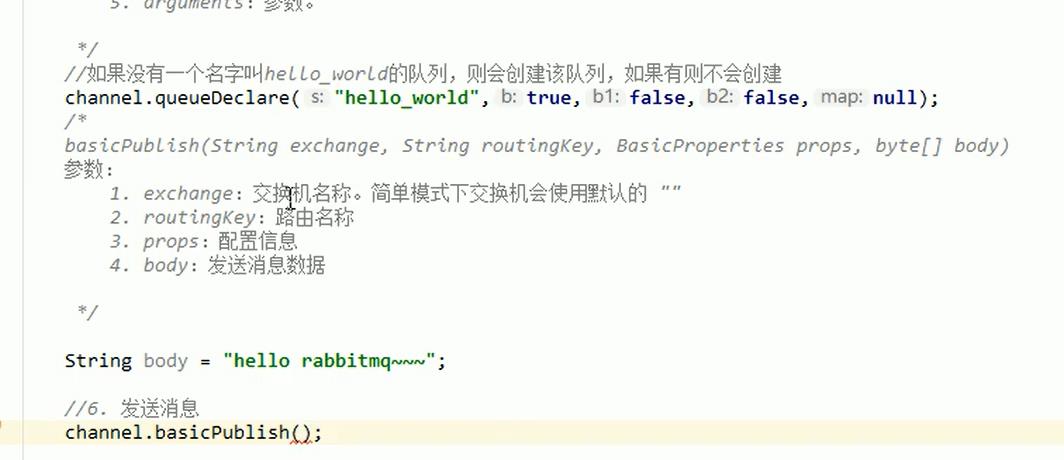 5. arguments：参数。
*/
//如果没有一个名字叫hello_world的队列，则会创建该队列，如果有则不会创建
channel.queueDeclare( s: "hello_world", b: true, b1: false, b2: false, map: null);
/*
basicPublish(String exchange, String routingKey, BasicProperties props, byte[] body)
参数：
1. exchange：交换机名称。简单模式下交换机会使用默认的 ""
2. routingKey：路由名称
3. props：配置信息
4. body：发送消息数据
*/
String body = "hello rabbitmq~~~";
//6. 发送消息
channel.basicPublish();